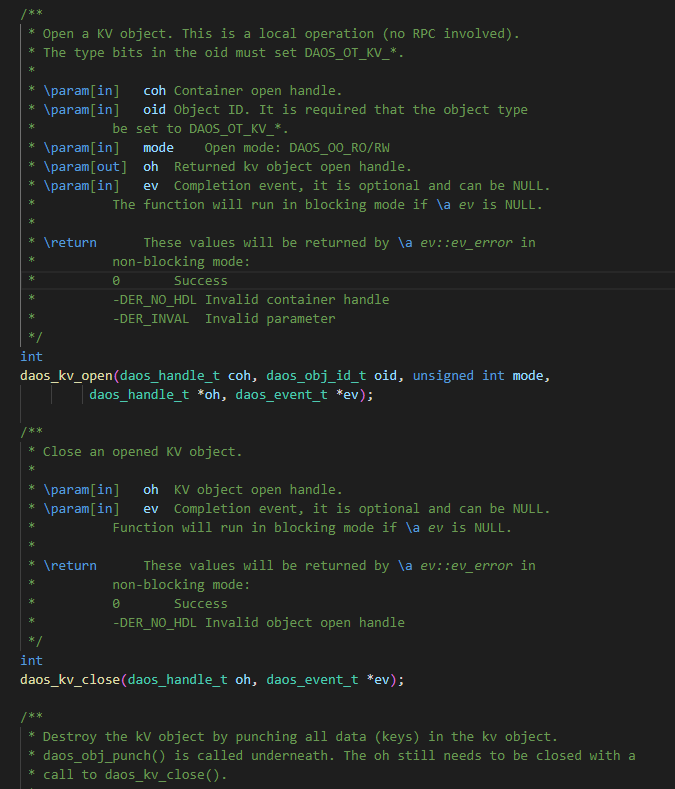 /**
 * Open a KV object. This is a local operation (no RPC involved).
 * The type bits in the oid must set DAOS_OT_KV_*.
 *
 * \param[in]	coh Container open handle.
 * \param[in]	oid Object ID. It is required that the object type
 *		be set to DAOS_OT_KV_*.
 * \param[in]	mode	Open mode: DAOS_OO_RO/RW
 * \param[out]	oh	Returned kv object open handle.
 * \param[in]	ev	Completion event, it is optional and can be NULL.
 *		The function will run in blocking mode if \a ev is NULL.
 *
 * \return		These values will be returned by \a ev::ev_error in
 *		non-blocking mode:
 *		0		Success
 *		-DER_NO_HDL	Invalid container handle
 *		-DER_INVAL	Invalid parameter
 */
int
daos_kv_open(daos_handle_t coh, daos_obj_id_t oid, unsigned int mode,
	     daos_handle_t *oh, daos_event_t *ev);
/**
 * Close an opened KV object.
 *
 * \param[in]	oh	KV object open handle.
 * \param[in]	ev	Completion event, it is optional and can be NULL.
 *		Function will run in blocking mode if \a ev is NULL.
 *
 * \return		These values will be returned by \a ev::ev_error in
 *		non-blocking mode:
 *		0		Success
 *		-DER_NO_HDL	Invalid object open handle
 */
int
daos_kv_close(daos_handle_t oh, daos_event_t *ev);
/**
 * Destroy the kV object by punching all data (keys) in the kv object.
 * daos_obj_punch() is called underneath. The oh still needs to be closed with a
 * call to daos_kv_close().